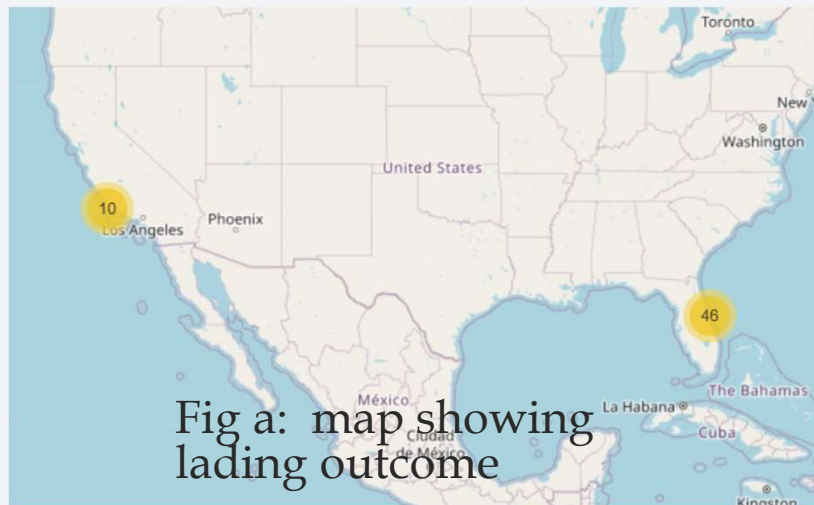 Toronto
New
Washington
United States
10
Los Angeles
Phoenix
46
The Bahamas
México
La Habana
Cuba
Ciudad
de México
Kingston
Fig a: map showing
lading outcome